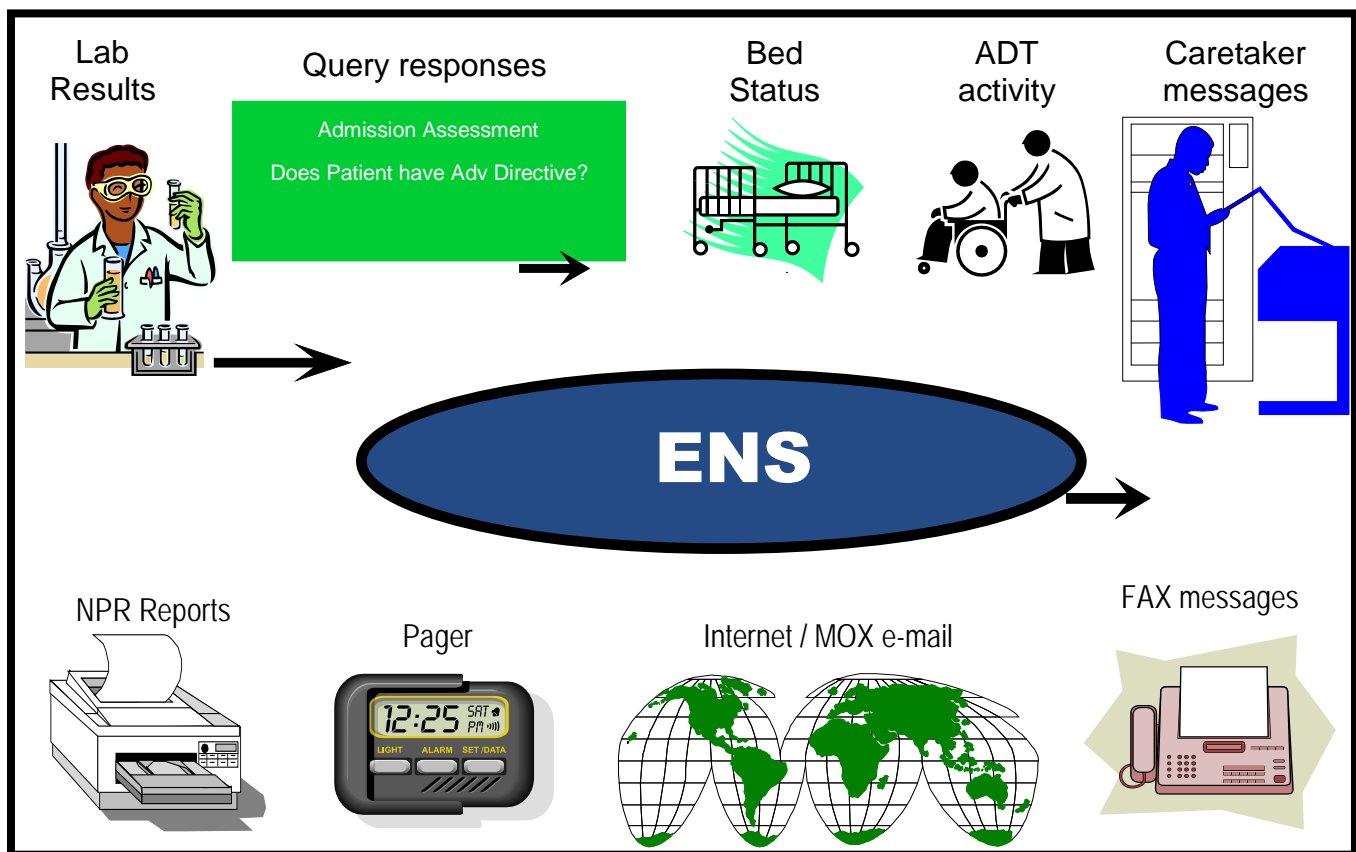 Lab
Results
Query responses
Admission Assessment
Does Patient have Adv Directive?
Bed
Status
ADT
activity
Caretaker
messages
ENS
NPR Reports
Pager
12:25 SAT
PM
LIGHT ALARM SET/DATA
Internet / MOX e-mail
FAX messages